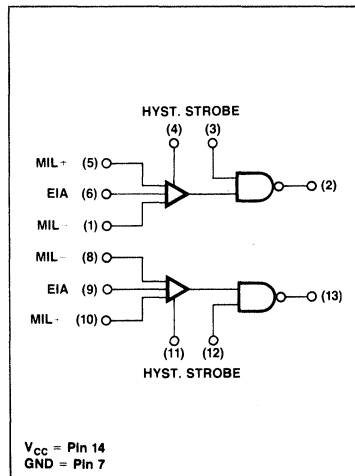 HYST. STROBE
(4) (3)
MIL + (5)
EIA (6)
MIL - (1)
(2)
MIL - (8)
EIA (9)
MIL + (10)
(13)
(11) (12)
HYST. STROBE
VCC = Pin 14
GND = Pin 7